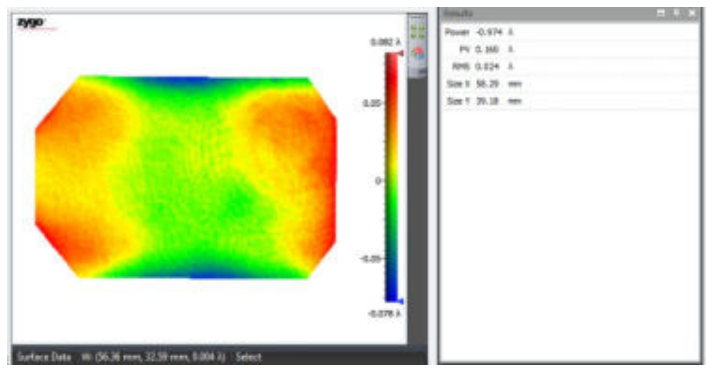 zygo
0.082 λ
0.05
0
-0.05
-0.078 λ
Surface Data W: (56.36 mm, 32.59 mm, 0.004 λ) Select
Results
Power -0.974 λ
PV 0.160 λ
RMS 0.024 λ
Size X 58.29 mm
Size Y 39.18 mm